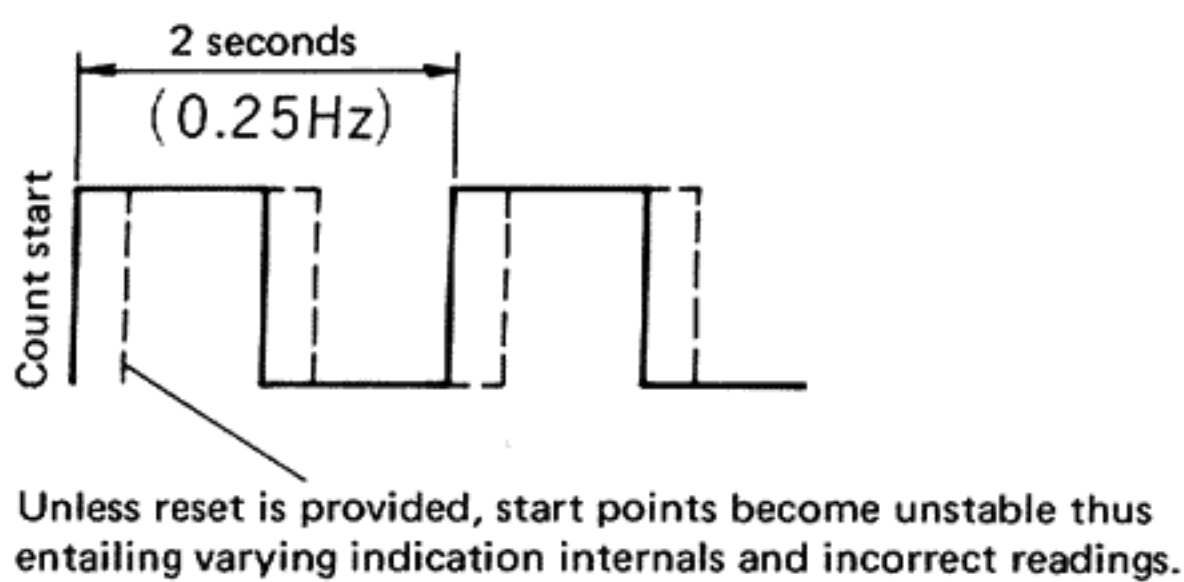 2 seconds
(0.25Hz)
Count start
Unless reset is provided, start points become unstable thus
entailing varying indication internals and incorrect readings.